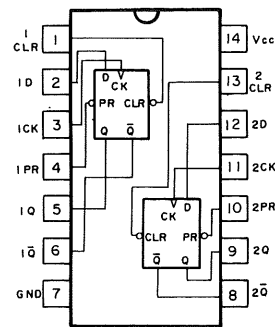 1
CLR
1
14
Vcc
1D
2
13
2
CLR
D
CK
PR
CLR
Q
Q̅
1CK
3
12
2D
1PR
4
11
2CK
1Q
5
10
2PR
CK
D
CLR
PR
Q̅
Q
1Q̅
6
9
2Q
GND
7
8
2Q̅